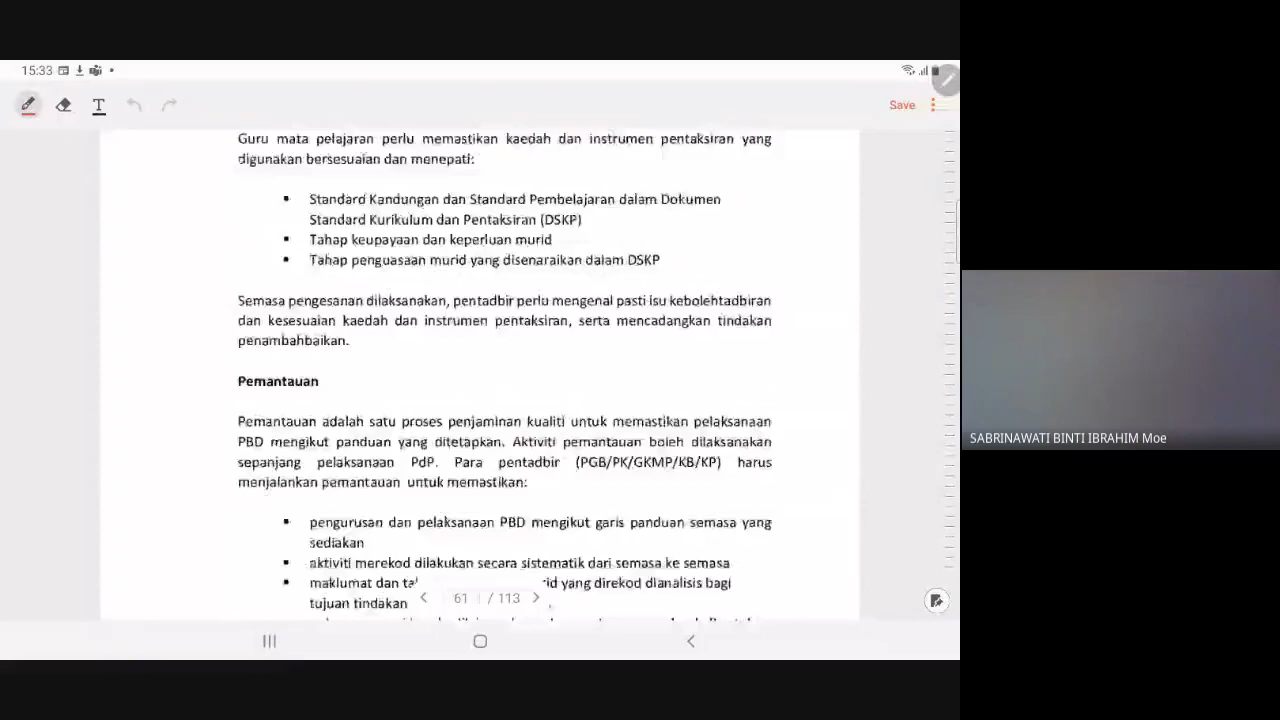 15:33
T
Save
Guru mata pelajaran perlu memastikan kaedah dan instrumen pentaksiran yang
digunakan bersesuaian dan menepati:
▪ Standard Kandungan dan Standard Pembelajaran dalam Dokumen
Standard Kurikulum dan Pentaksiran (DSKP)
▪ Tahap keupayaan dan keperluan murid
▪ Tahap penguasaan murid yang disenaraikan dalam DSKP
Semasa pengesanan dilaksanakan, pentadbir perlu mengenal pasti isu kebolehtadbiran
dan kesesuaian kaedah dan instrumen pentaksiran, serta mencadangkan tindakan
penambahbaikan.
Pemantauan
Pemantauan adalah satu proses penjaminan kualiti untuk memastikan pelaksanaan
PBD mengikut panduan yang ditetapkan. Aktiviti pemantauan boleh dilaksanakan
sepanjang pelaksanaan PdP. Para pentadbir (PGB/PK/GKMP/KB/KP) harus
menjalankan pemantauan untuk memastikan:
▪ pengurusan dan pelaksanaan PBD mengikut garis panduan semasa yang
sediakan
▪ aktiviti merekod dilakukan secara sistematik dari semasa ke semasa
▪ maklumat dan yang direkod dianalisis bagi
tujuan tindakan
61 / 113
SABRINAWATI BINTI IBRAHIM Moe